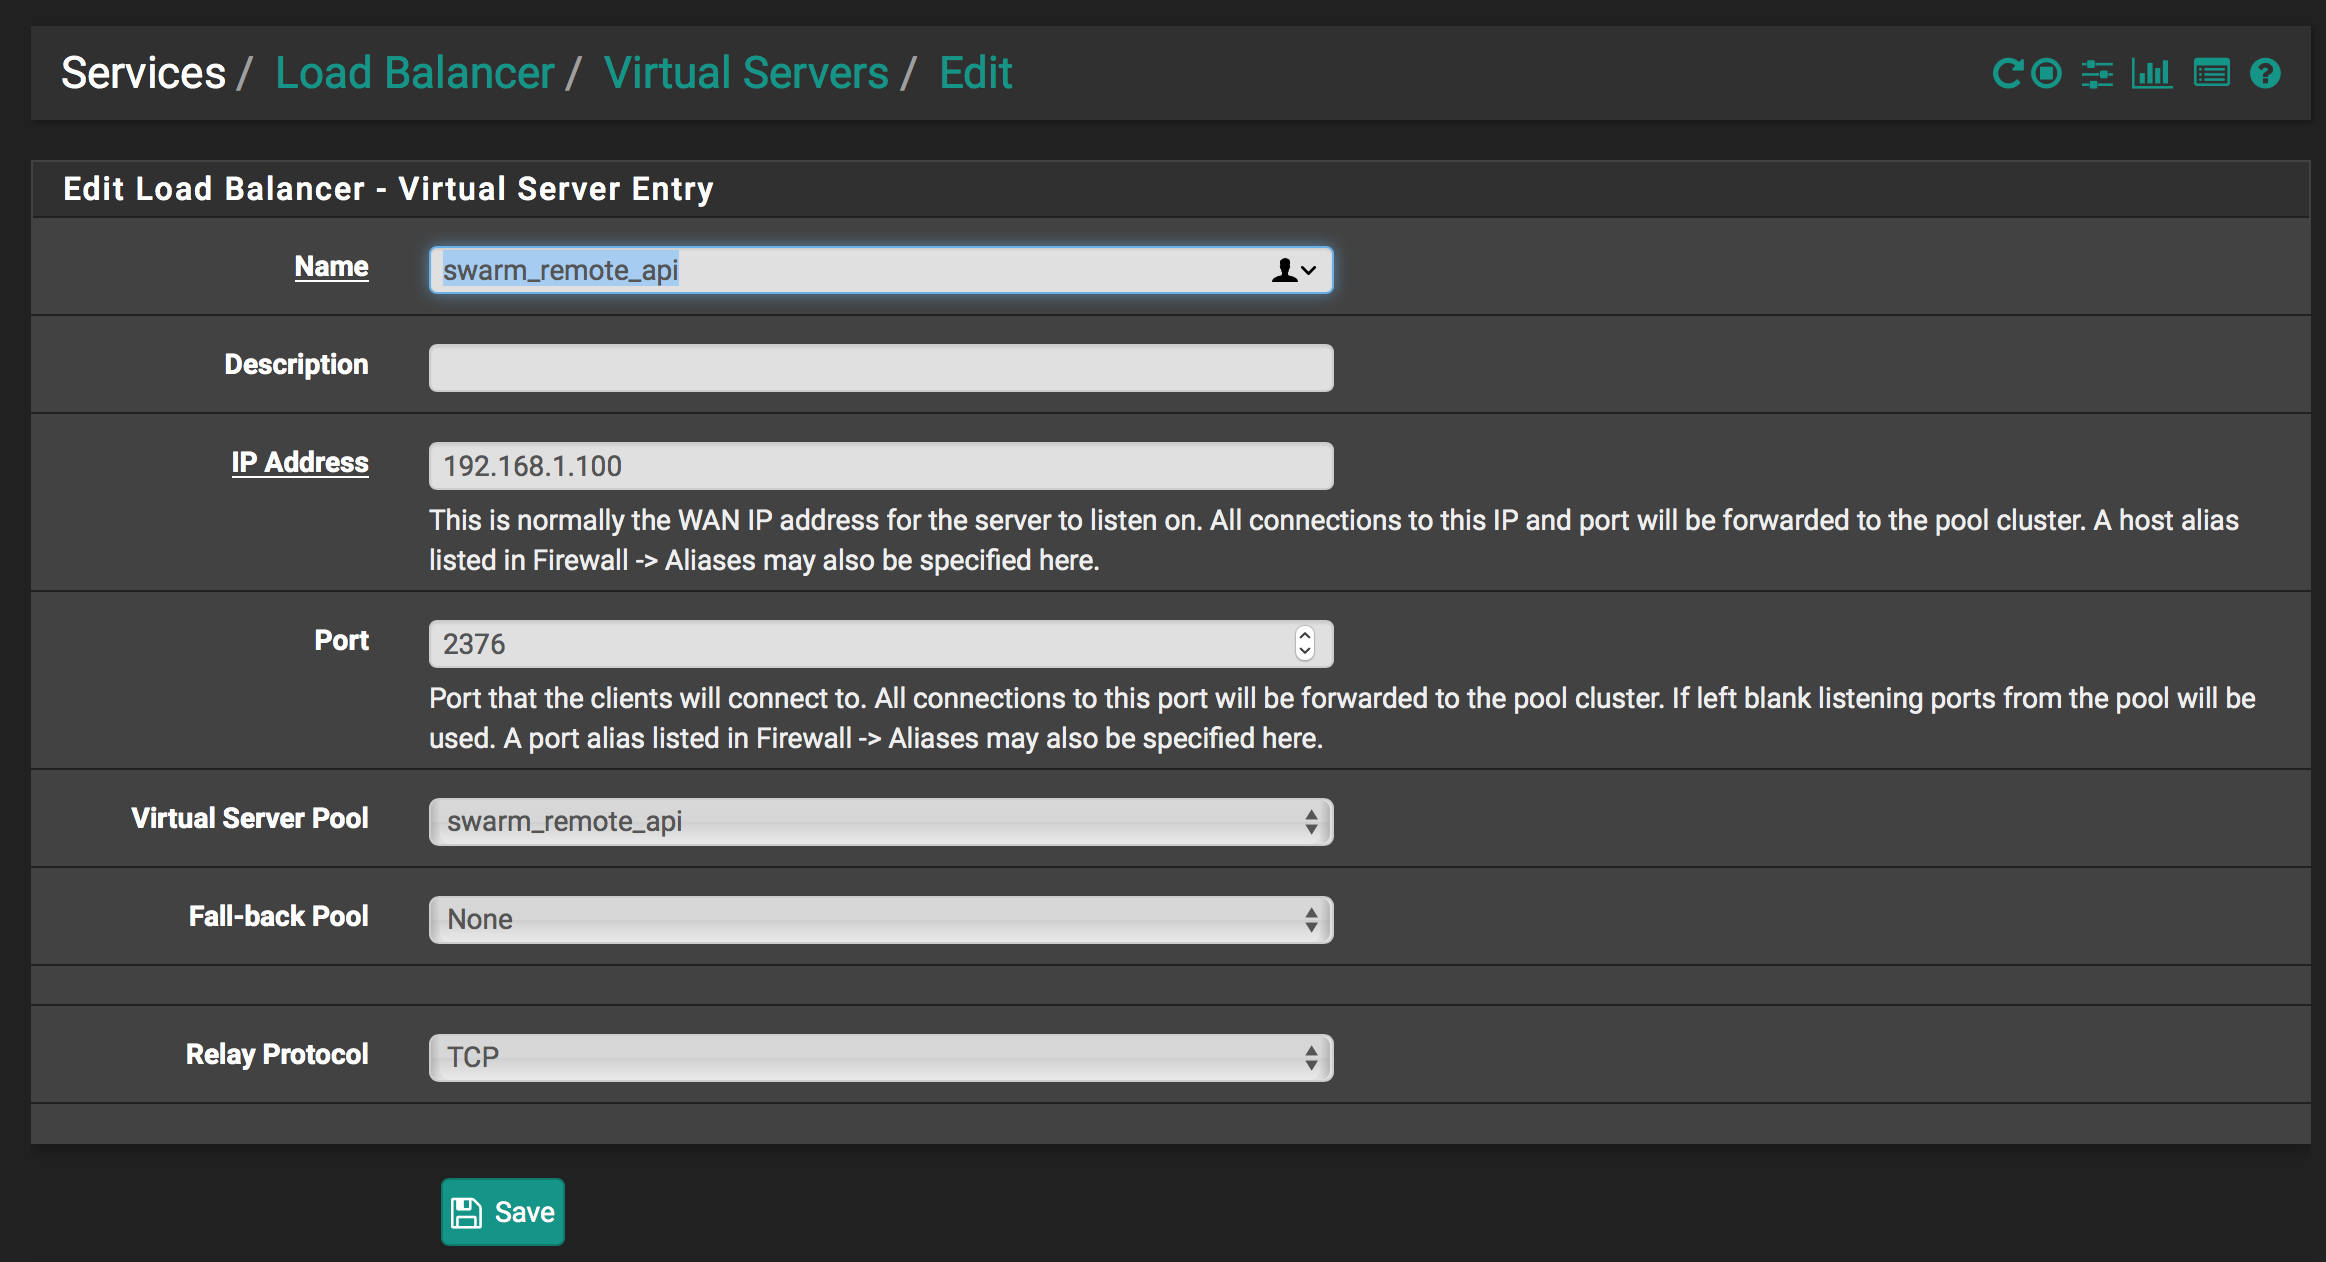 Services / Load Balancer / Virtual Servers / Edit
Edit Load Balancer - Virtual Server Entry
Name swarm_remote_api
Description
IP Address 192.168.1.100
This is normally the WAN IP address for the server to listen on. All connections to this IP and port will be forwarded to the pool cluster. A host alias
listed in Firewall -> Aliases may also be specified here.
Port 2376
Port that the clients will connect to. All connections to this port will be forwarded to the pool cluster. If left blank listening ports from the pool will be
used. A port alias listed in Firewall -> Aliases may also be specified here.
Virtual Server Pool swarm_remote_api
Fall-back Pool None
Relay Protocol TCP
Save